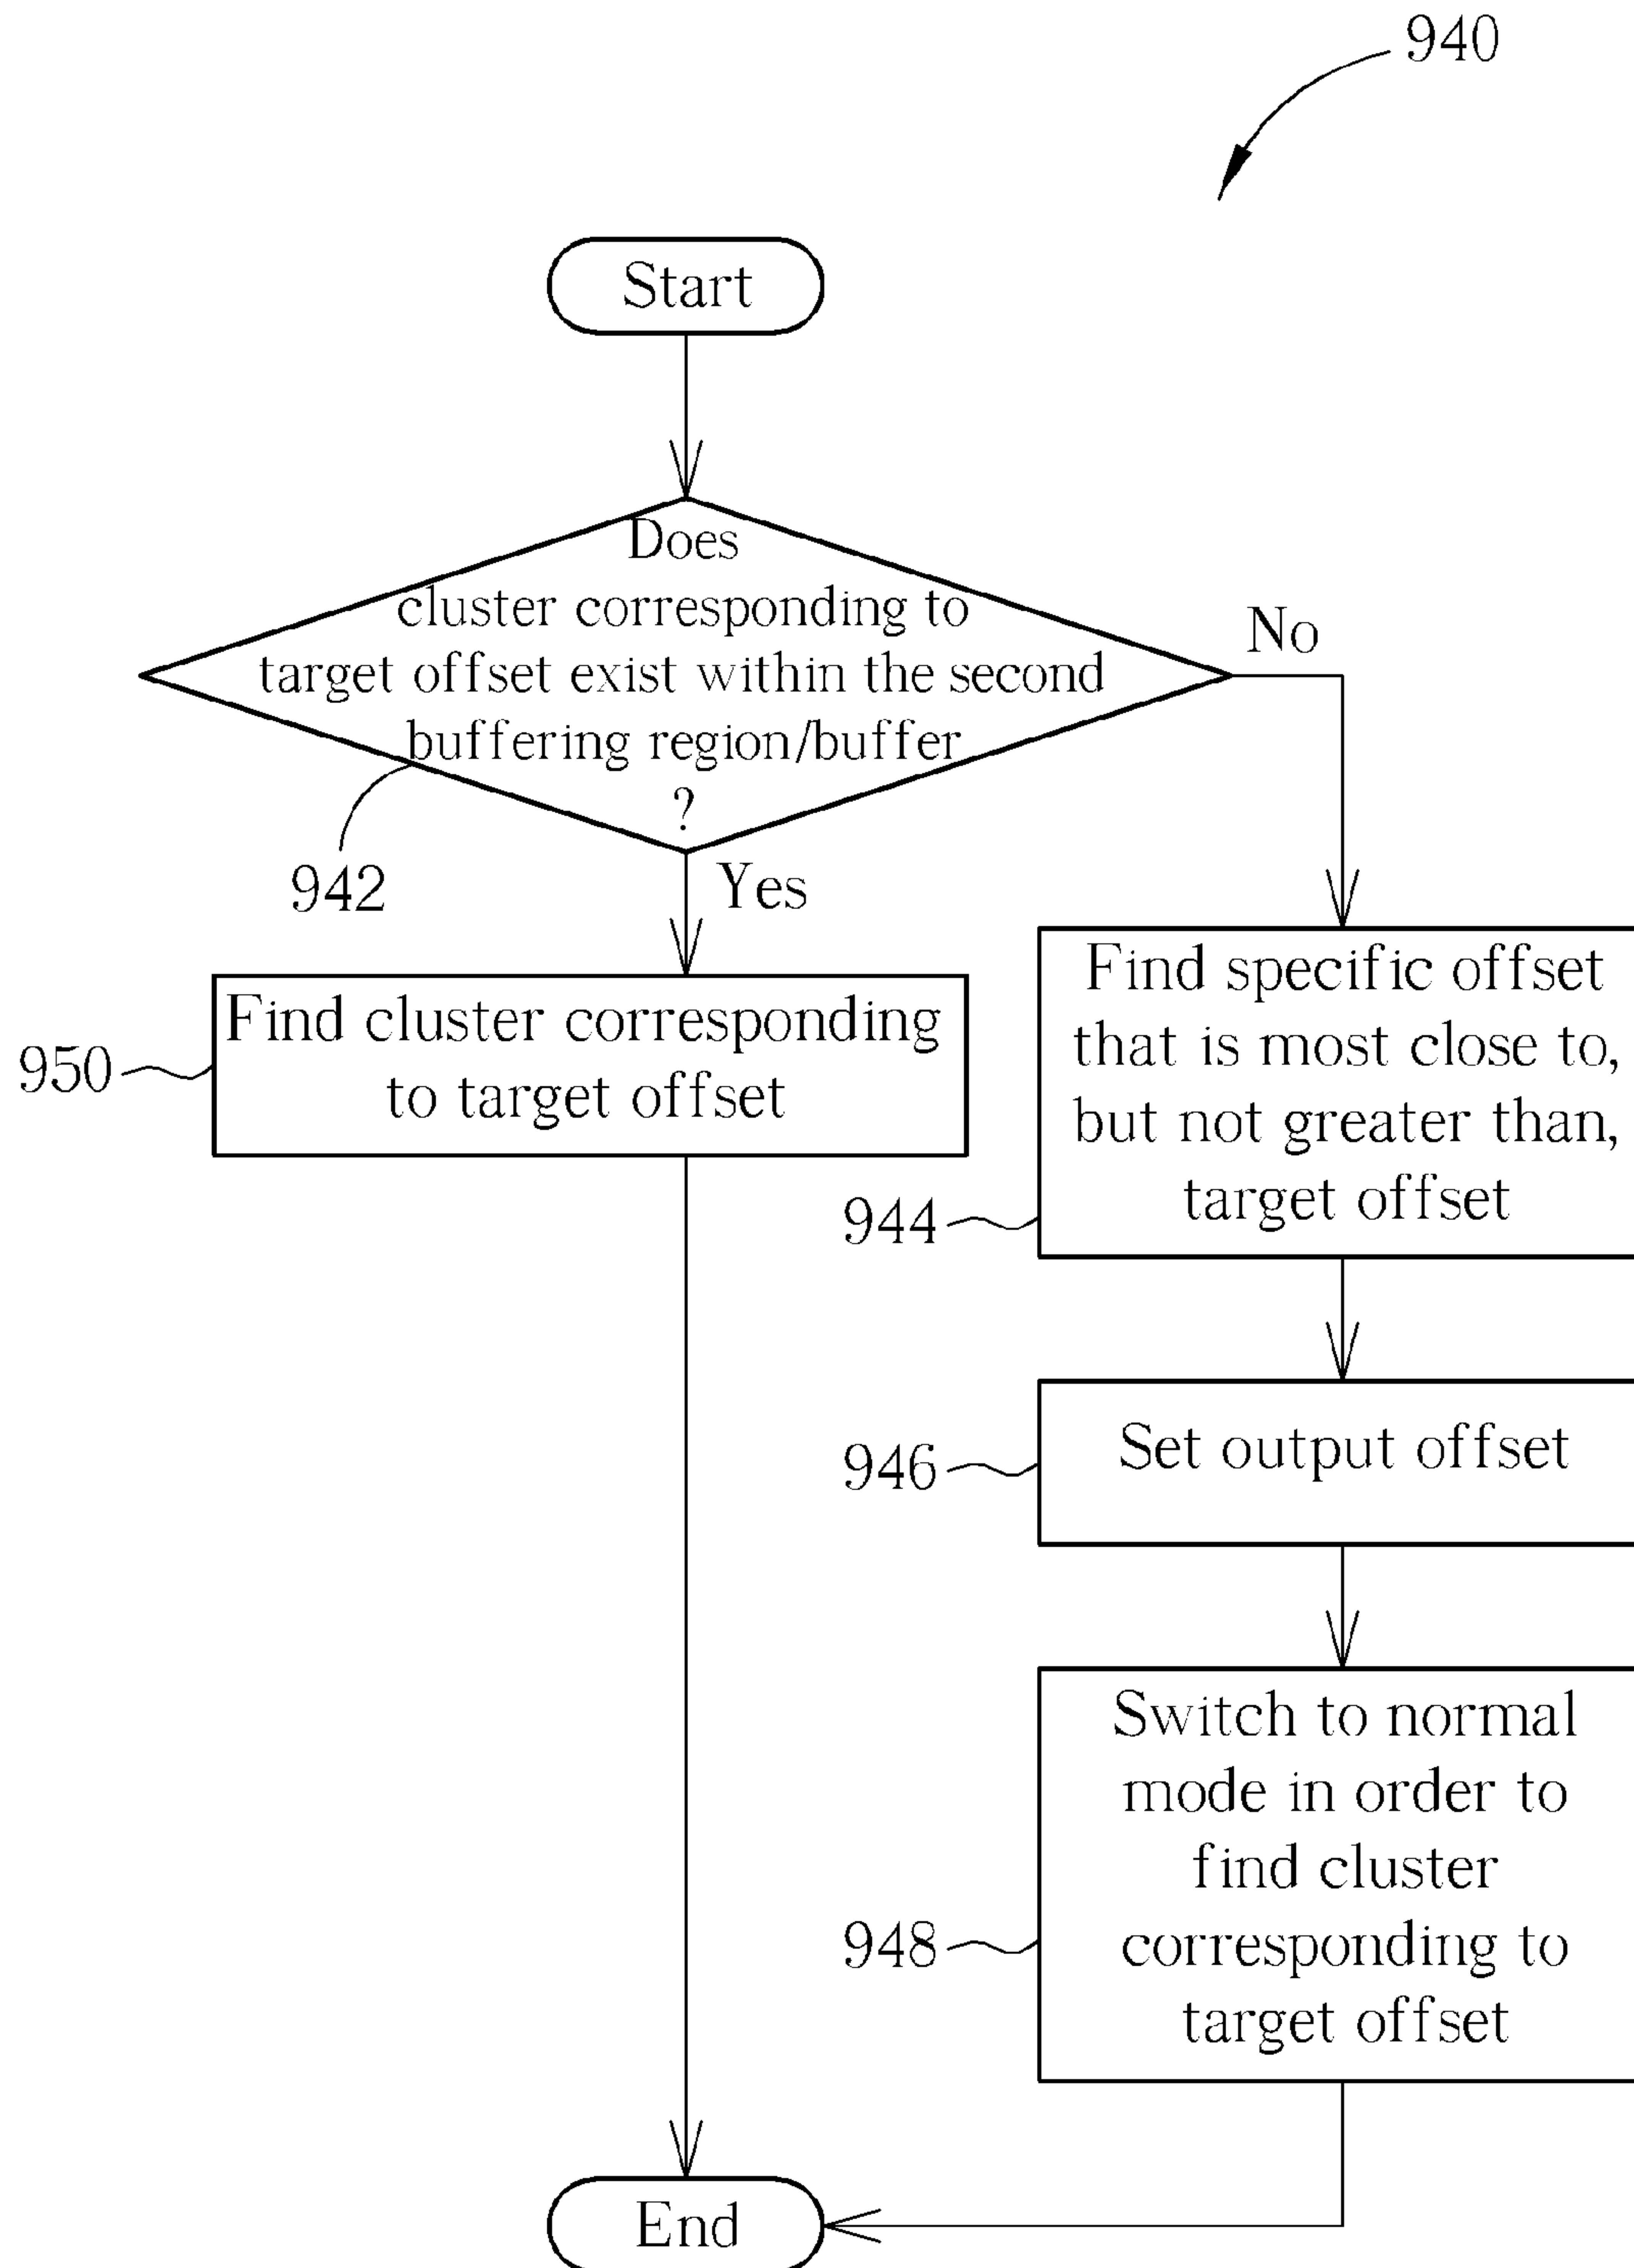 940
Start
Does
cluster corresponding to
target offset exist within the second
buffering region/buffer
?
No
942
Yes
950
Find cluster corresponding
to target offset
Find specific offset
that is most close to,
but not greater than,
target offset
944
Set output offset
946
Switch to normal
mode in order to
find cluster
corresponding to
target offset
948
End